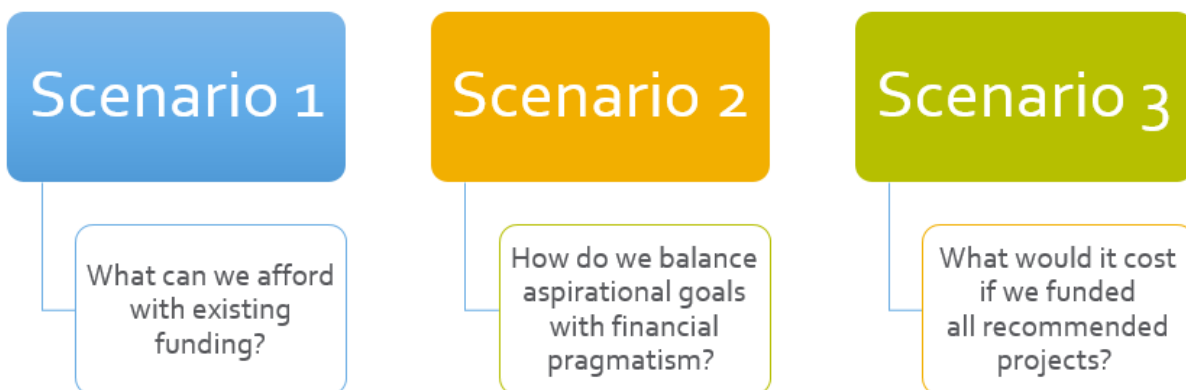 Scenario 1
What can we afford
with existing
funding?
Scenario 2
How do we balance
aspirational goals
with financial
pragmatism?
Scenario 3
What would it cost
if we funded
all recommended
projects?